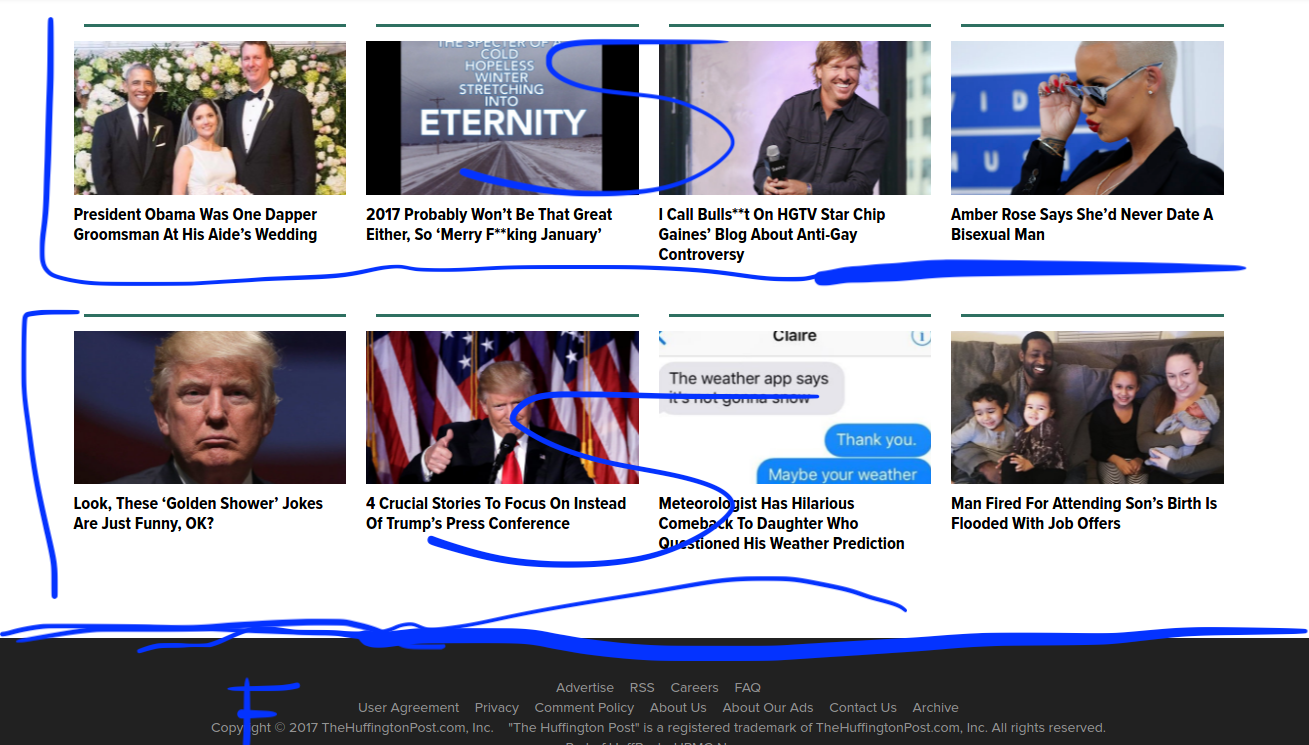 THE SPECTER OF A
COLD
HOPELESS
WINTER
STRETCHING
INTO
ETERNITY
VID
MUS
President Obama Was One Dapper
Groomsman At His Aide's Wedding
2017 Probably Won't Be That Great
Either, So 'Merry F**king January'
I Call Bulls**t On HGTV Star Chip
Gaines' Blog About Anti-Gay
Controversy
Amber Rose Says She'd Never Date A
Bisexual Man
Claire
The weather app says
it's not gonna snow
Thank you.
Maybe your weather
Look, These 'Golden Shower' Jokes
Are Just Funny, OK?
4 Crucial Stories To Focus On Instead
Of Trump's Press Conference
Meteorologist Has Hilarious
Comeback To Daughter Who
Questioned His Weather Prediction
Man Fired For Attending Son's Birth Is
Flooded With Job Offers
S
S
F
Advertise RSS Careers FAQ
User Agreement Privacy Comment Policy About Us About Our Ads Contact Us Archive
Copyright © 2017 TheHuffingtonPost.com, Inc. "The Huffington Post" is a registered trademark of TheHuffingtonPost.com, Inc. All rights reserved.